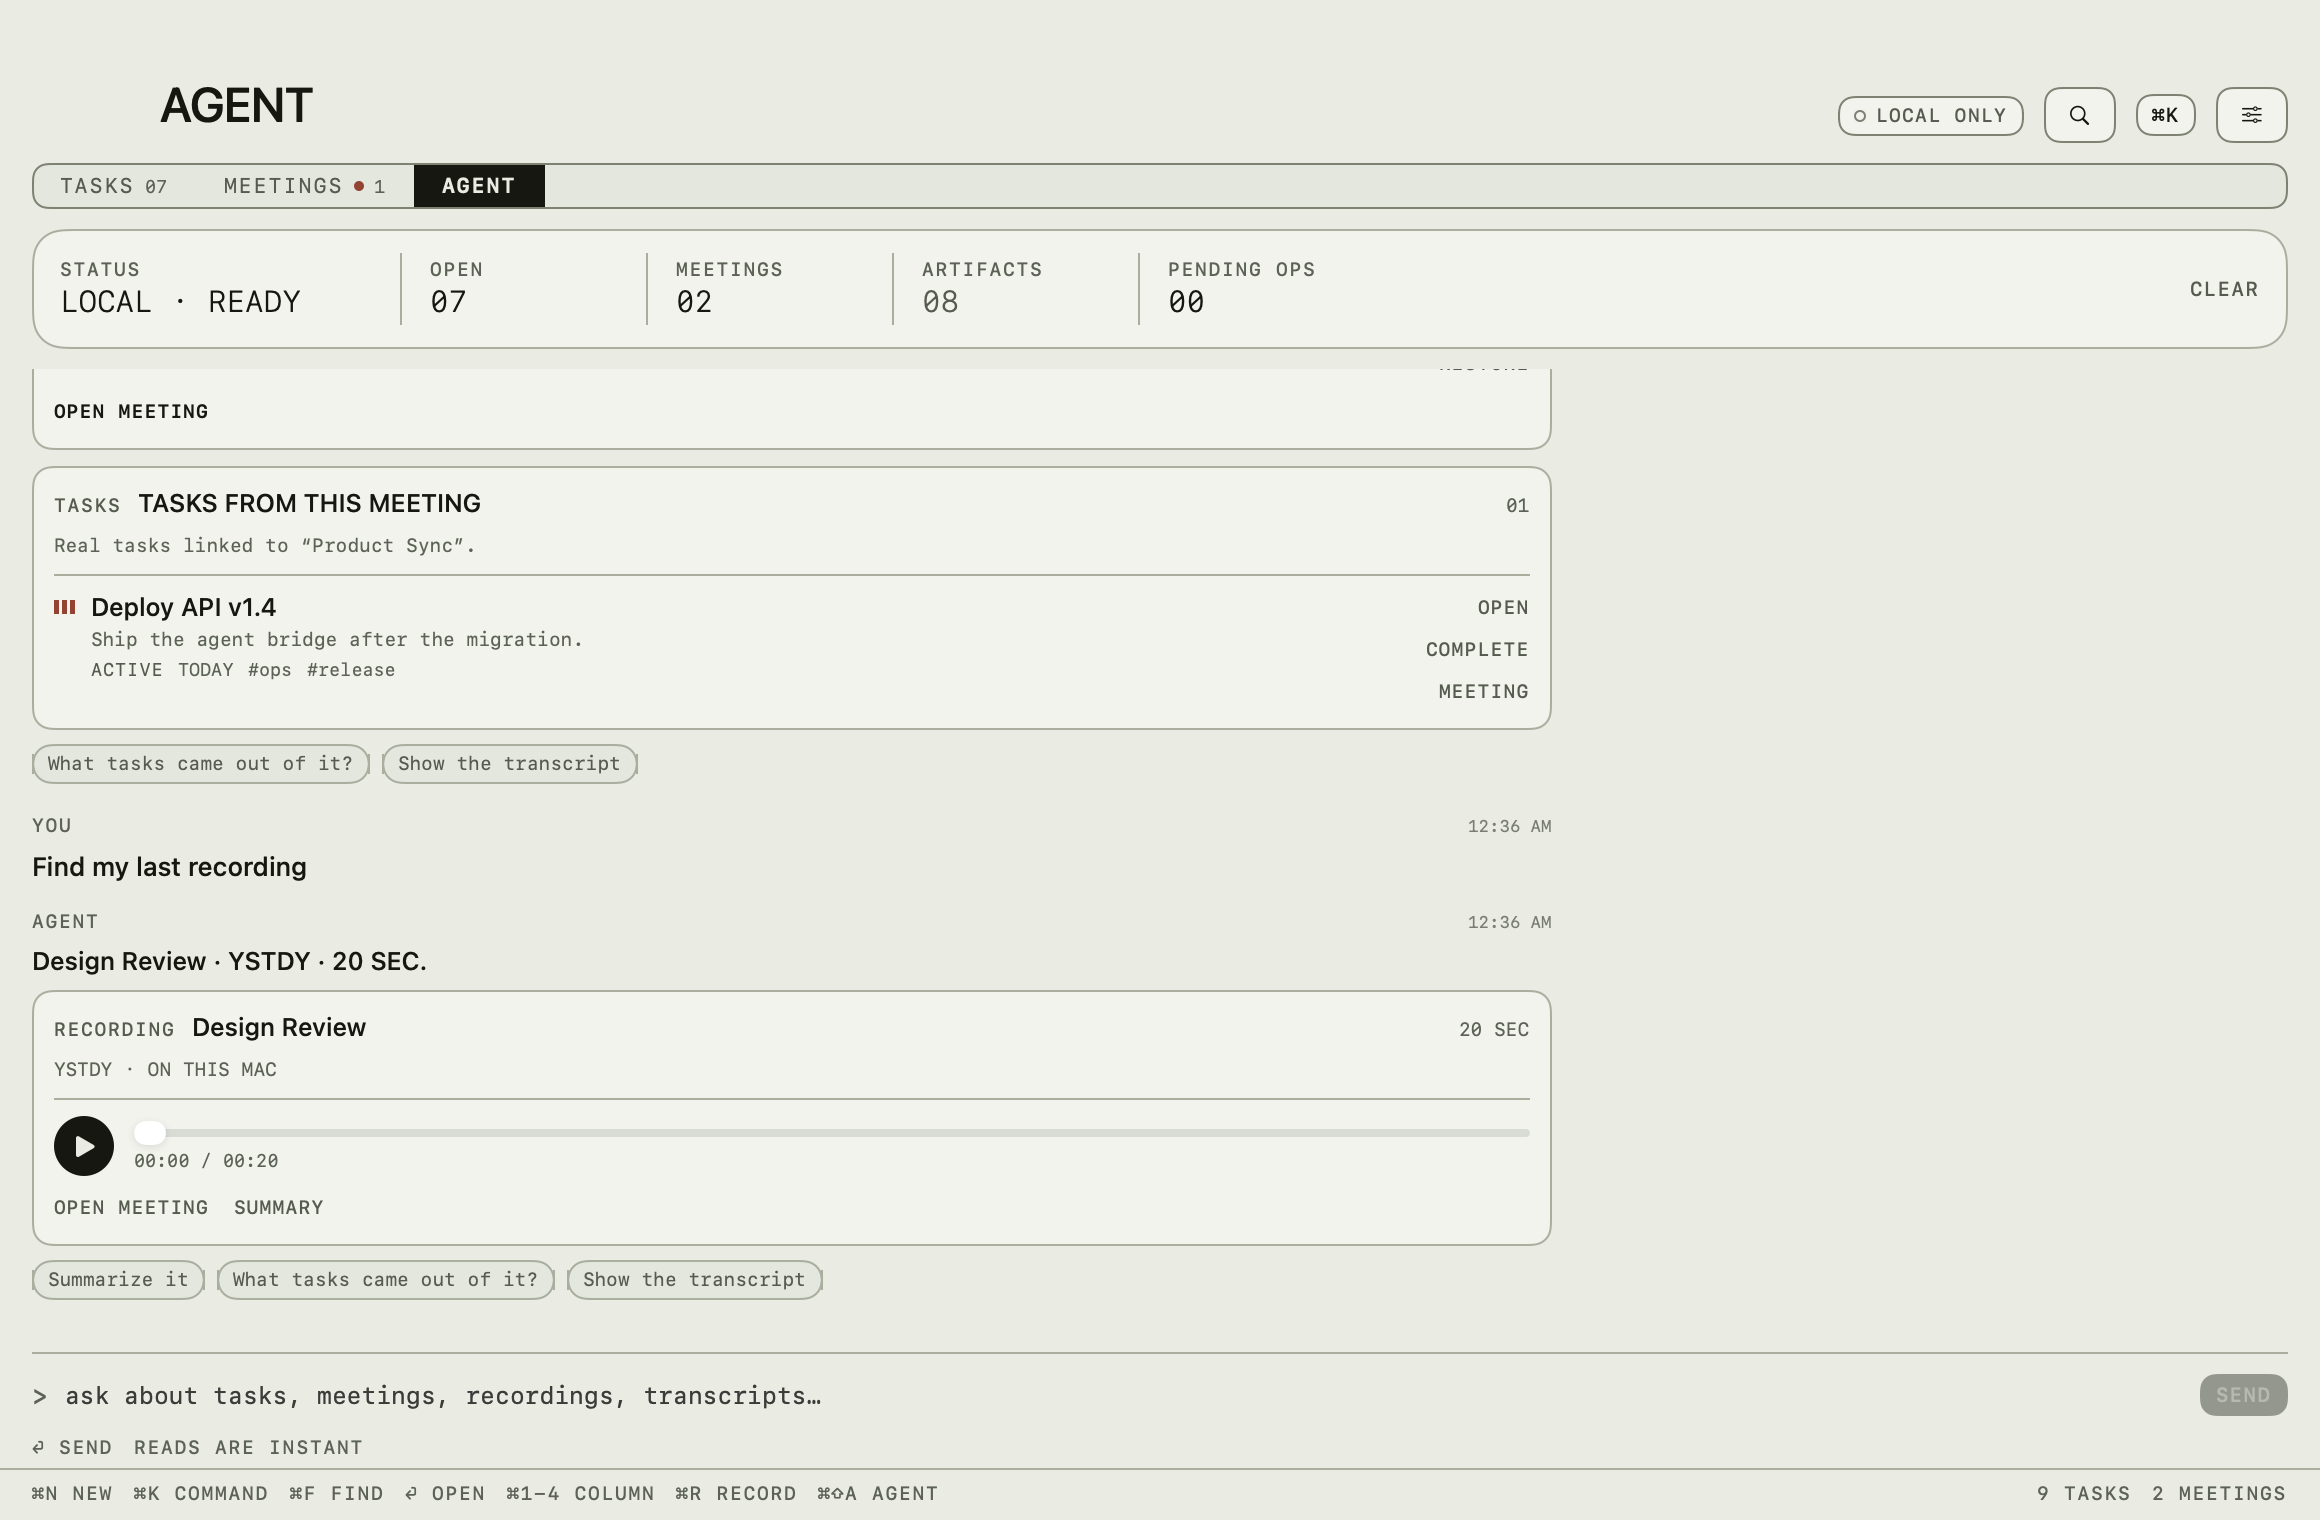 AGENT
LOCAL ONLY ⌘K
TASKS 07 MEETINGS 1 AGENT
STATUS OPEN MEETINGS ARTIFACTS PENDING OPS
LOCAL · READY 07 02 08 00 CLEAR
OPEN MEETING
TASKS TASKS FROM THIS MEETING 01
Real tasks linked to “Product Sync”.
Deploy API v1.4 OPEN
Ship the agent bridge after the migration. COMPLETE
ACTIVE TODAY #ops #release
MEETING
What tasks came out of it? Show the transcript
YOU 12:36 AM
Find my last recording
AGENT 12:36 AM
Design Review · YSTDY · 20 SEC.
RECORDING Design Review 20 SEC
YSTDY · ON THIS MAC
00:00 / 00:20
OPEN MEETING SUMMARY
Summarize it What tasks came out of it? Show the transcript
> ask about tasks, meetings, recordings, transcripts… SEND
⏎ SEND READS ARE INSTANT
⌘N NEW ⌘K COMMAND ⌘F FIND ⏎ OPEN ⌘1–4 COLUMN ⌘R RECORD ⌘⇧A AGENT 9 TASKS 2 MEETINGS